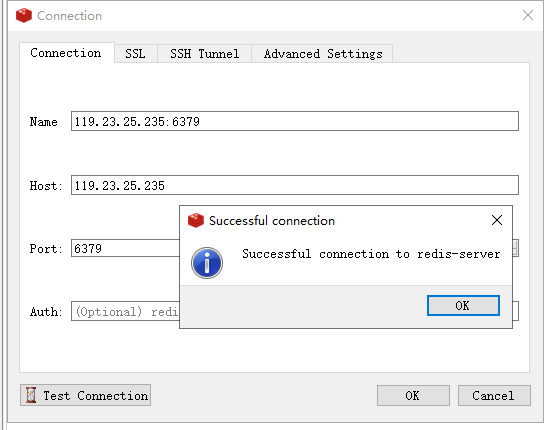 Connection
Connection SSL SSH Tunnel Advanced Settings
Name 119.23.25.235:6379
Host: 119.23.25.235
Successful connection
Port: 6379
Successful connection to redis-server
OK
Auth: (Optional) redi
Test Connection OK Cancel